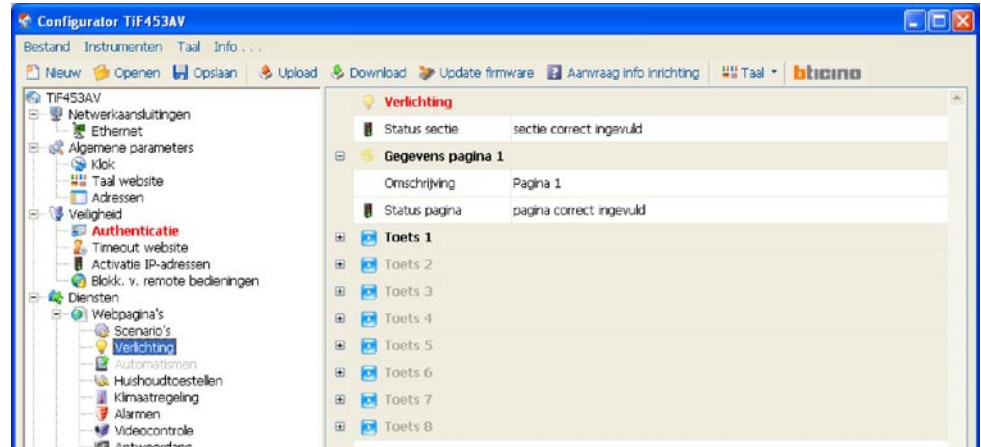 Configurator TiF453AV
Bestand Instrumenten Taal Info . . .
Nieuw Openen Opslaan Upload Download Update firmware Aanvraag info inrichting Taal bticino
TiF453AV
Netwerkaansluitingen
Ethernet
Algemene parameters
Klok
Taal website
Adressen
Veiligheid
Authenticatie
Timeout website
Activatie IP-adressen
Blokk. v. remote bedieningen
Diensten
Webpagina's
Scenario's
Verlichting
Automatismen
Huishoudtoestellen
Klimaatregeling
Alarmen
Videocontrole
Verlichting
Status sectie sectie correct ingevuld
Gegevens pagina 1
Omschrijving Pagina 1
Status pagina pagina correct ingevuld
Toets 1
Toets 2
Toets 3
Toets 4
Toets 5
Toets 6
Toets 7
Toets 8